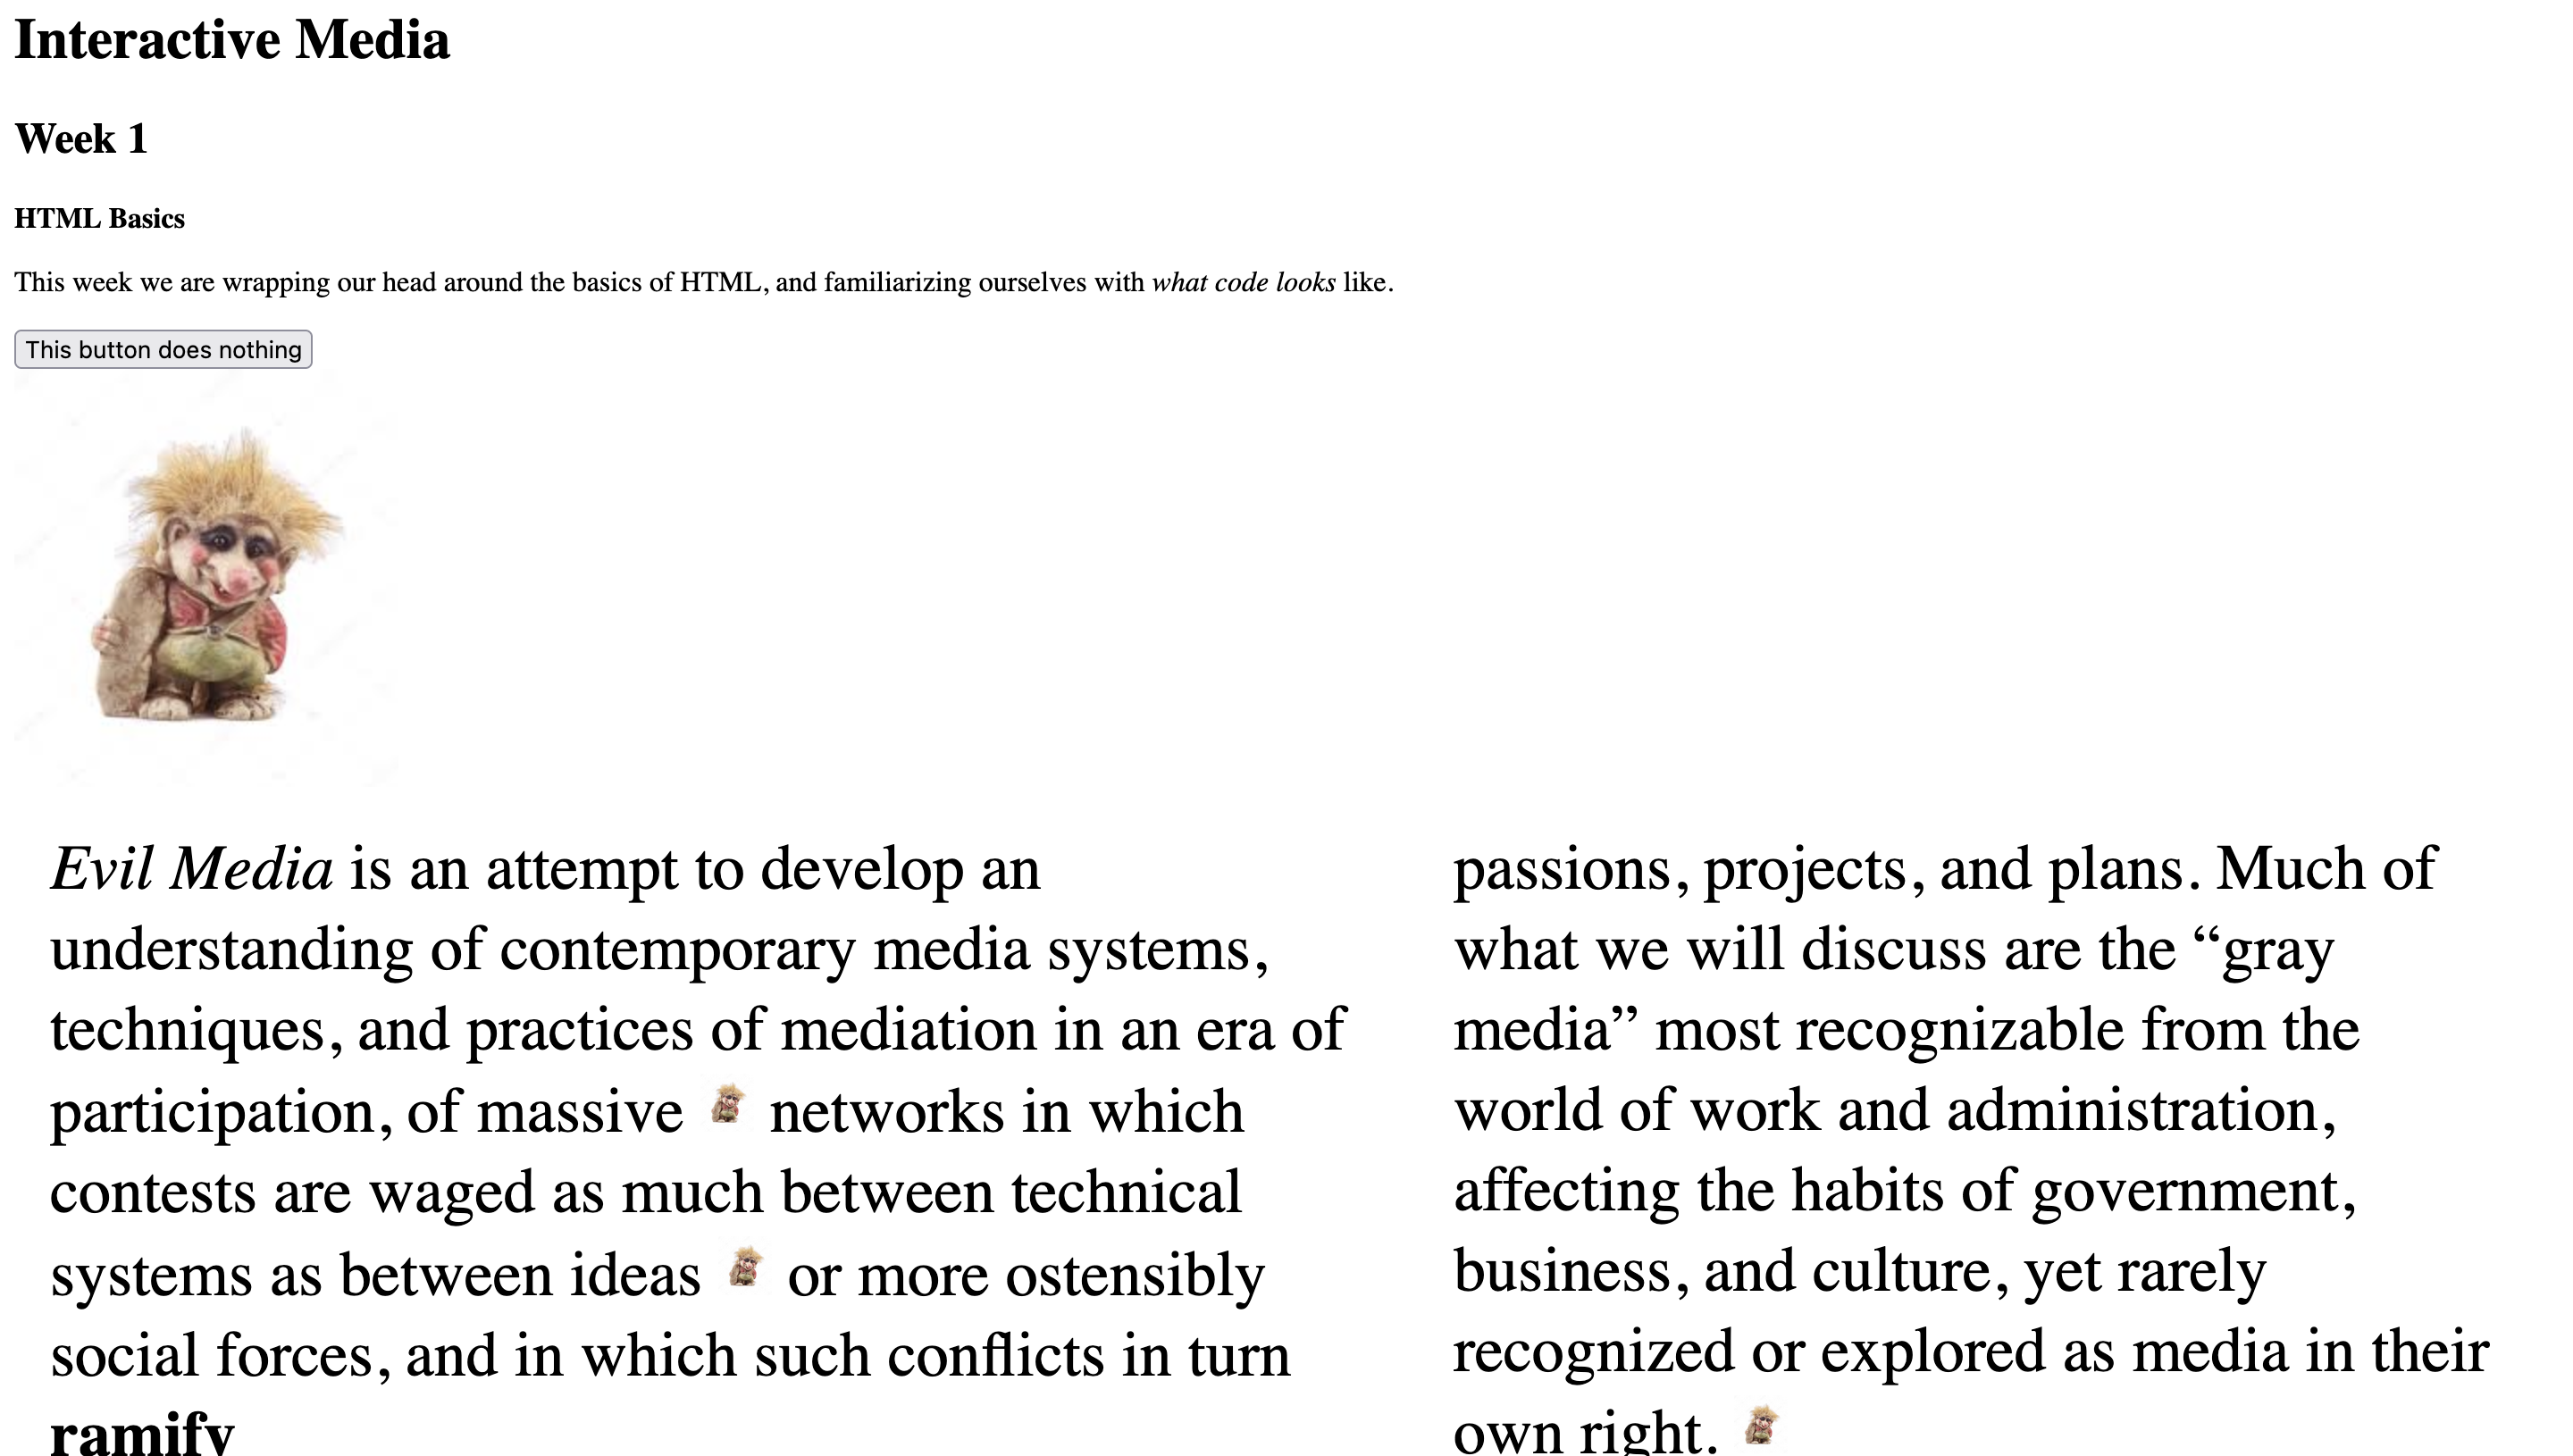 Interactive Media
Week 1
HTML Basics
This week we are wrapping our head around the basics of HTML, and familiarizing ourselves with what code looks like.
This button does nothing
Evil Media is an attempt to develop an
understanding of contemporary media systems,
techniques, and practices of mediation in an era of
participation, of massive networks in which
contests are waged as much between technical
systems as between ideas or more ostensibly
social forces, and in which such conflicts in turn
ramify
passions, projects, and plans. Much of
what we will discuss are the “gray
media” most recognizable from the
world of work and administration,
affecting the habits of government,
business, and culture, yet rarely
recognized or explored as media in their
own right.